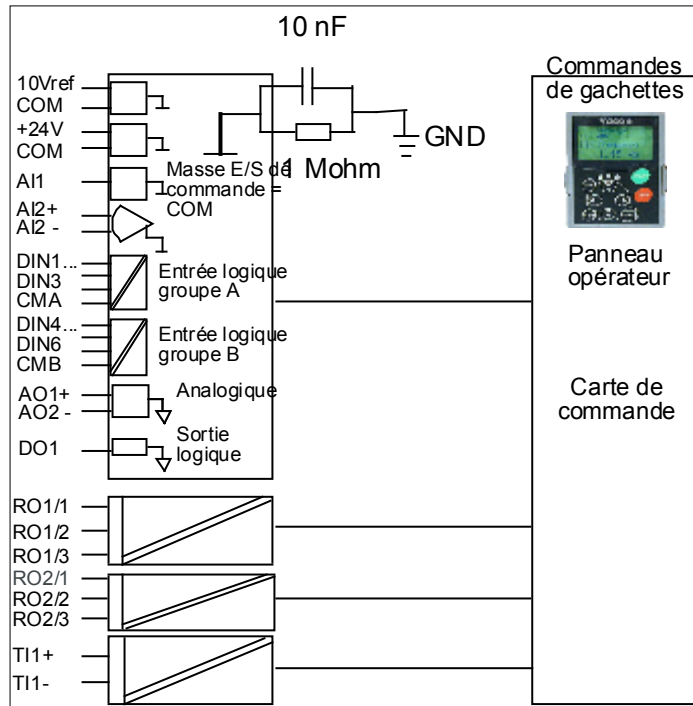 10 nF
10Vref
COM
+24V
COM
AI1
AI2+
AI2 -
DIN1...
DIN3
CMA
DIN4...
DIN6
CMB
AO1+
AO2 -
DO1
GND
1 Mohm
Masse E/S de
commande =
COM
Entrée logique
groupe A
Entrée logique
groupe B
Analogique
Sortie
logique
RO1/1
RO1/2
RO1/3
RO2/1
RO2/2
RO2/3
TI1+
TI1-
Commandes
de gachettes
Panneau
opérateur
Carte de
commande